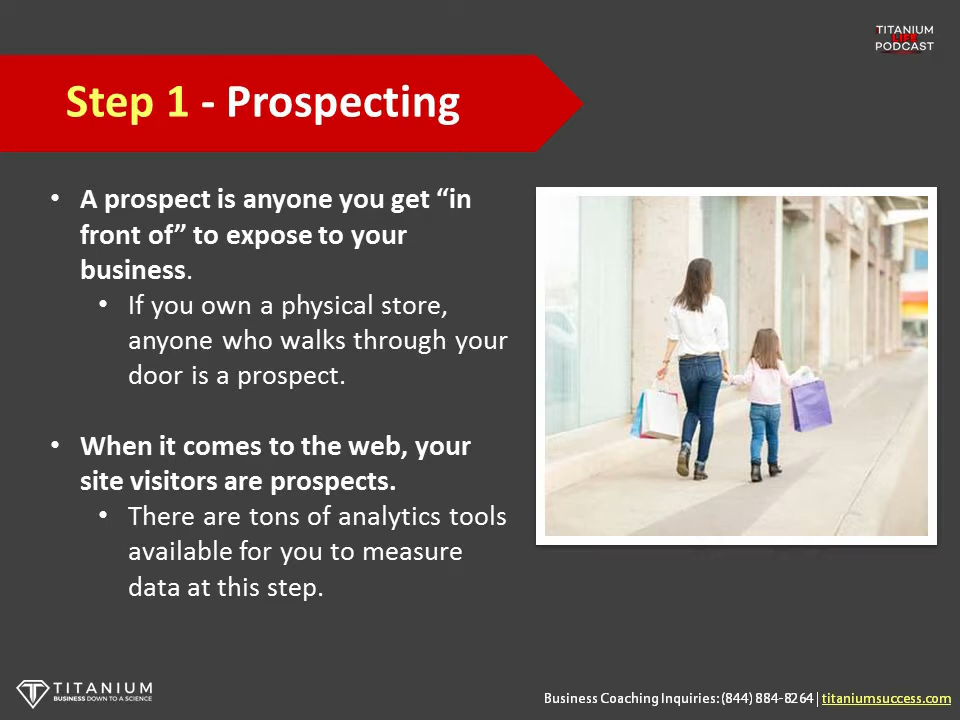 TITANIUM
LIFE
PODCAST
Step 1 - Prospecting
• A prospect is anyone you get “in
front of” to expose to your
business.
• If you own a physical store,
anyone who walks through your
door is a prospect.
• When it comes to the web, your
site visitors are prospects.
• There are tons of analytics tools
available for you to measure
data at this step.
TITANIUM
BUSINESS DOWN TO A SCIENCE
Business Coaching Inquiries: (844) 884-8264 | titaniumsuccess.com